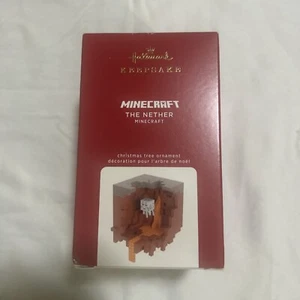 Hallmark
KEEPSAKE
MINECRAFT
THE NETHER
MINECRAFT
christmas tree ornament
décoration pour l'arbre de noël